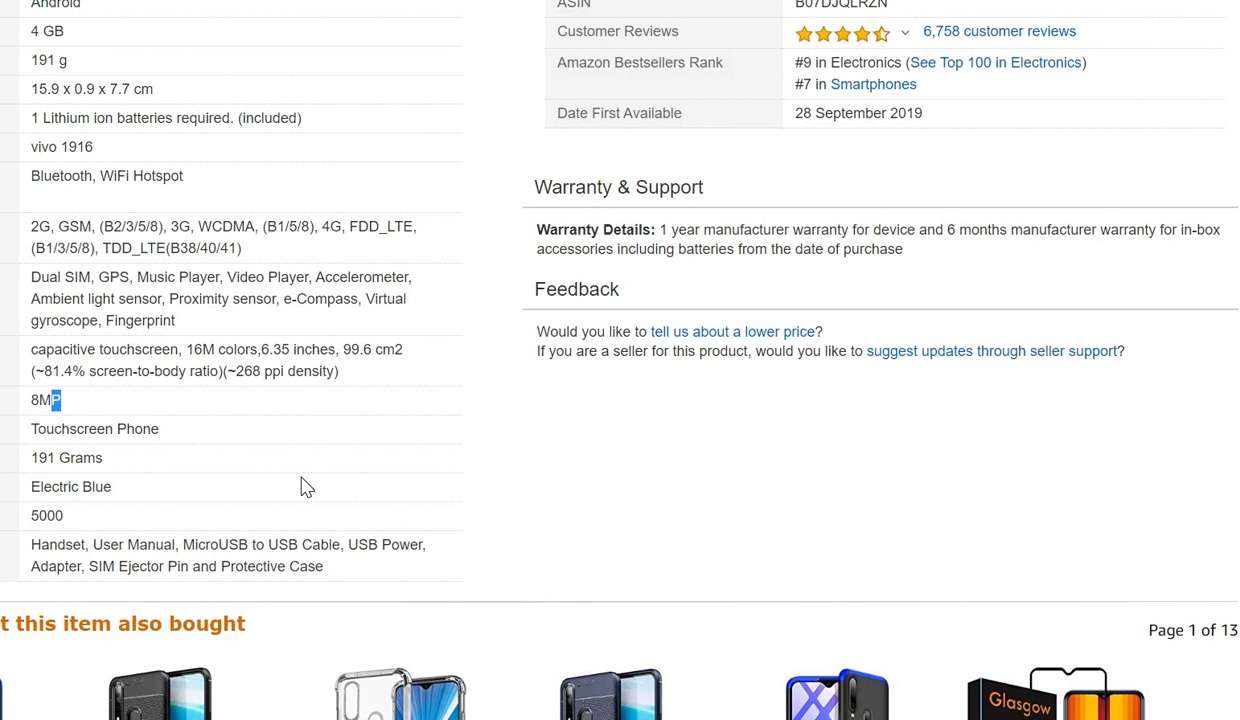 Android
4 GB
191 g
15.9 x 0.9 x 7.7 cm
1 Lithium ion batteries required. (included)
vivo 1916
Bluetooth, WiFi Hotspot
2G, GSM, (B2/3/5/8), 3G, WCDMA, (B1/5/8), 4G, FDD_LTE,
(B1/3/5/8), TDD_LTE(B38/40/41)
Dual SIM, GPS, Music Player, Video Player, Accelerometer,
Ambient light sensor, Proximity sensor, e-Compass, Virtual
gyroscope, Fingerprint
capacitive touchscreen, 16M colors,6.35 inches, 99.6 cm2
(~81.4% screen-to-body ratio)(~268 ppi density)
8MP
Touchscreen Phone
191 Grams
Electric Blue
5000
Handset, User Manual, MicroUSB to USB Cable, USB Power,
Adapter, SIM Ejector Pin and Protective Case
ASIN B07DJQLRZN
Customer Reviews 6,758 customer reviews
Amazon Bestsellers Rank #9 in Electronics (See Top 100 in Electronics)
#7 in Smartphones
Date First Available 28 September 2019
Warranty & Support
Warranty Details: 1 year manufacturer warranty for device and 6 months manufacturer warranty for in-box
accessories including batteries from the date of purchase
Feedback
Would you like to tell us about a lower price?
If you are a seller for this product, would you like to suggest updates through seller support?
t this item also bought
Page 1 of 13
Glasgow